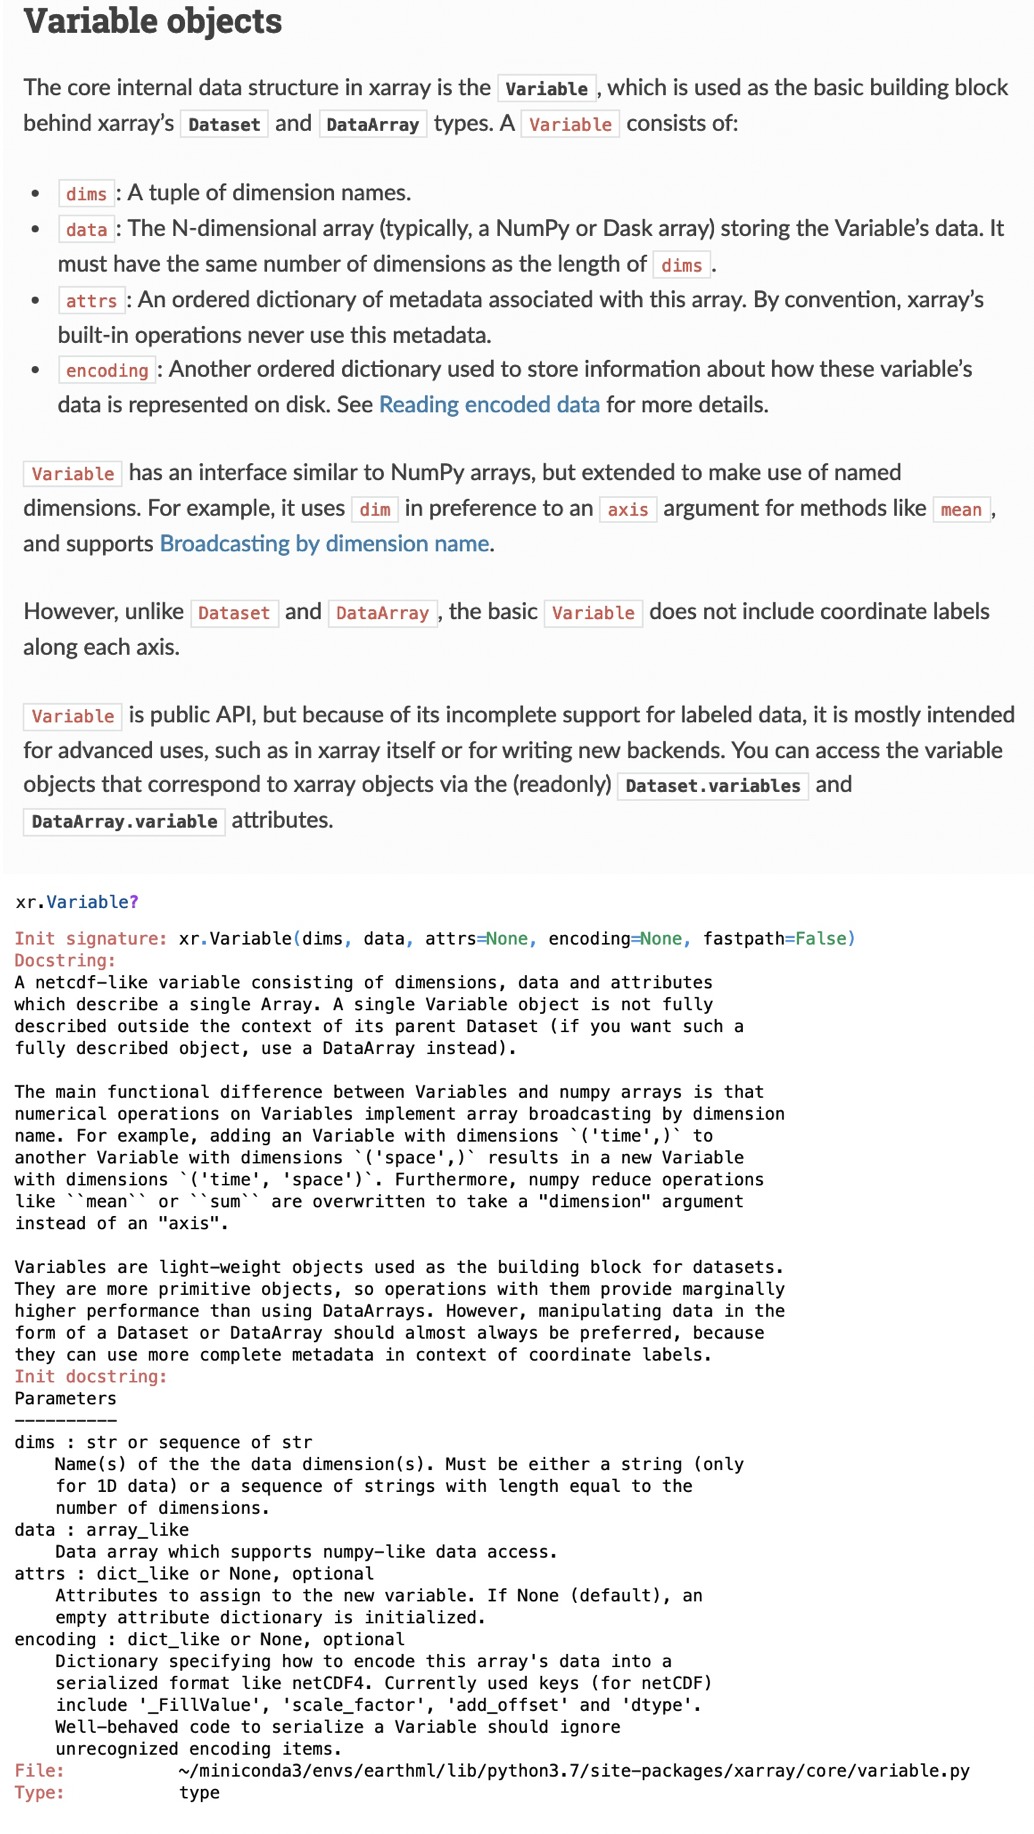 Variable objects
The core internal data structure in xarray is the Variable, which is used as the basic building block
behind xarray's Dataset and DataArray types. A Variable consists of:
• dims: A tuple of dimension names.
• data: The N-dimensional array (typically, a NumPy or Dask array) storing the Variable's data. It
must have the same number of dimensions as the length of dims.
• attrs: An ordered dictionary of metadata associated with this array. By convention, xarray's
built-in operations never use this metadata.
• encoding: Another ordered dictionary used to store information about how these variable's
data is represented on disk. See Reading encoded data for more details.
Variable has an interface similar to NumPy arrays, but extended to make use of named
dimensions. For example, it uses dim in preference to an axis argument for methods like mean,
and supports Broadcasting by dimension name.
However, unlike Dataset and DataArray, the basic Variable does not include coordinate labels
along each axis.
Variable is public API, but because of its incomplete support for labeled data, it is mostly intended
for advanced uses, such as in xarray itself or for writing new backends. You can access the variable
objects that correspond to xarray objects via the (readonly) Dataset.variables and
DataArray.variable attributes.
xr.Variable?
Init signature: xr.Variable(dims, data, attrs=None, encoding=None, fastpath=False)
Docstring:
A netcdf-like variable consisting of dimensions, data and attributes
which describe a single Array. A single Variable object is not fully
described outside the context of its parent Dataset (if you want such a
fully described object, use a DataArray instead).
The main functional difference between Variables and numpy arrays is that
numerical operations on Variables implement array broadcasting by dimension
name. For example, adding an Variable with dimensions `('time',)` to
another Variable with dimensions `('space',)` results in a new Variable
with dimensions `('time', 'space')`. Furthermore, numpy reduce operations
like ``mean`` or ``sum`` are overwritten to take a "dimension" argument
instead of an "axis".
Variables are light-weight objects used as the building block for datasets.
They are more primitive objects, so operations with them provide marginally
higher performance than using DataArrays. However, manipulating data in the
form of a Dataset or DataArray should almost always be preferred, because
they can use more complete metadata in context of coordinate labels.
Init docstring:
Parameters
----------
dims : str or sequence of str
    Name(s) of the the data dimension(s). Must be either a string (only
    for 1D data) or a sequence of strings with length equal to the
    number of dimensions.
data : array_like
    Data array which supports numpy-like data access.
attrs : dict_like or None, optional
    Attributes to assign to the new variable. If None (default), an
    empty attribute dictionary is initialized.
encoding : dict_like or None, optional
    Dictionary specifying how to encode this array's data into a
    serialized format like netCDF4. Currently used keys (for netCDF)
    include '_FillValue', 'scale_factor', 'add_offset' and 'dtype'.
    Well-behaved code to serialize a Variable should ignore
    unrecognized encoding items.
File:           ~/miniconda3/envs/earthml/lib/python3.7/site-packages/xarray/core/variable.py
Type:           type